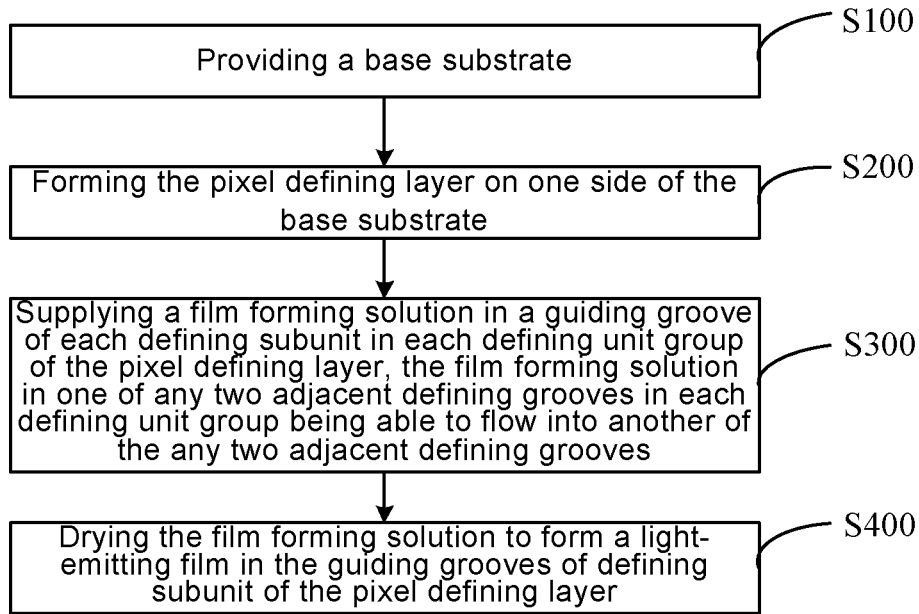 S100
Providing a base substrate
S200
Forming the pixel defining layer on one side of the
base substrate
S300
Supplying a film forming solution in a guiding groove
of each defining subunit in each defining unit group
of the pixel defining layer, the film forming solution
in one of any two adjacent defining grooves in each
defining unit group being able to flow into another of
the any two adjacent defining grooves
S400
Drying the film forming solution to form a light-
emitting film in the guiding grooves of defining
subunit of the pixel defining layer